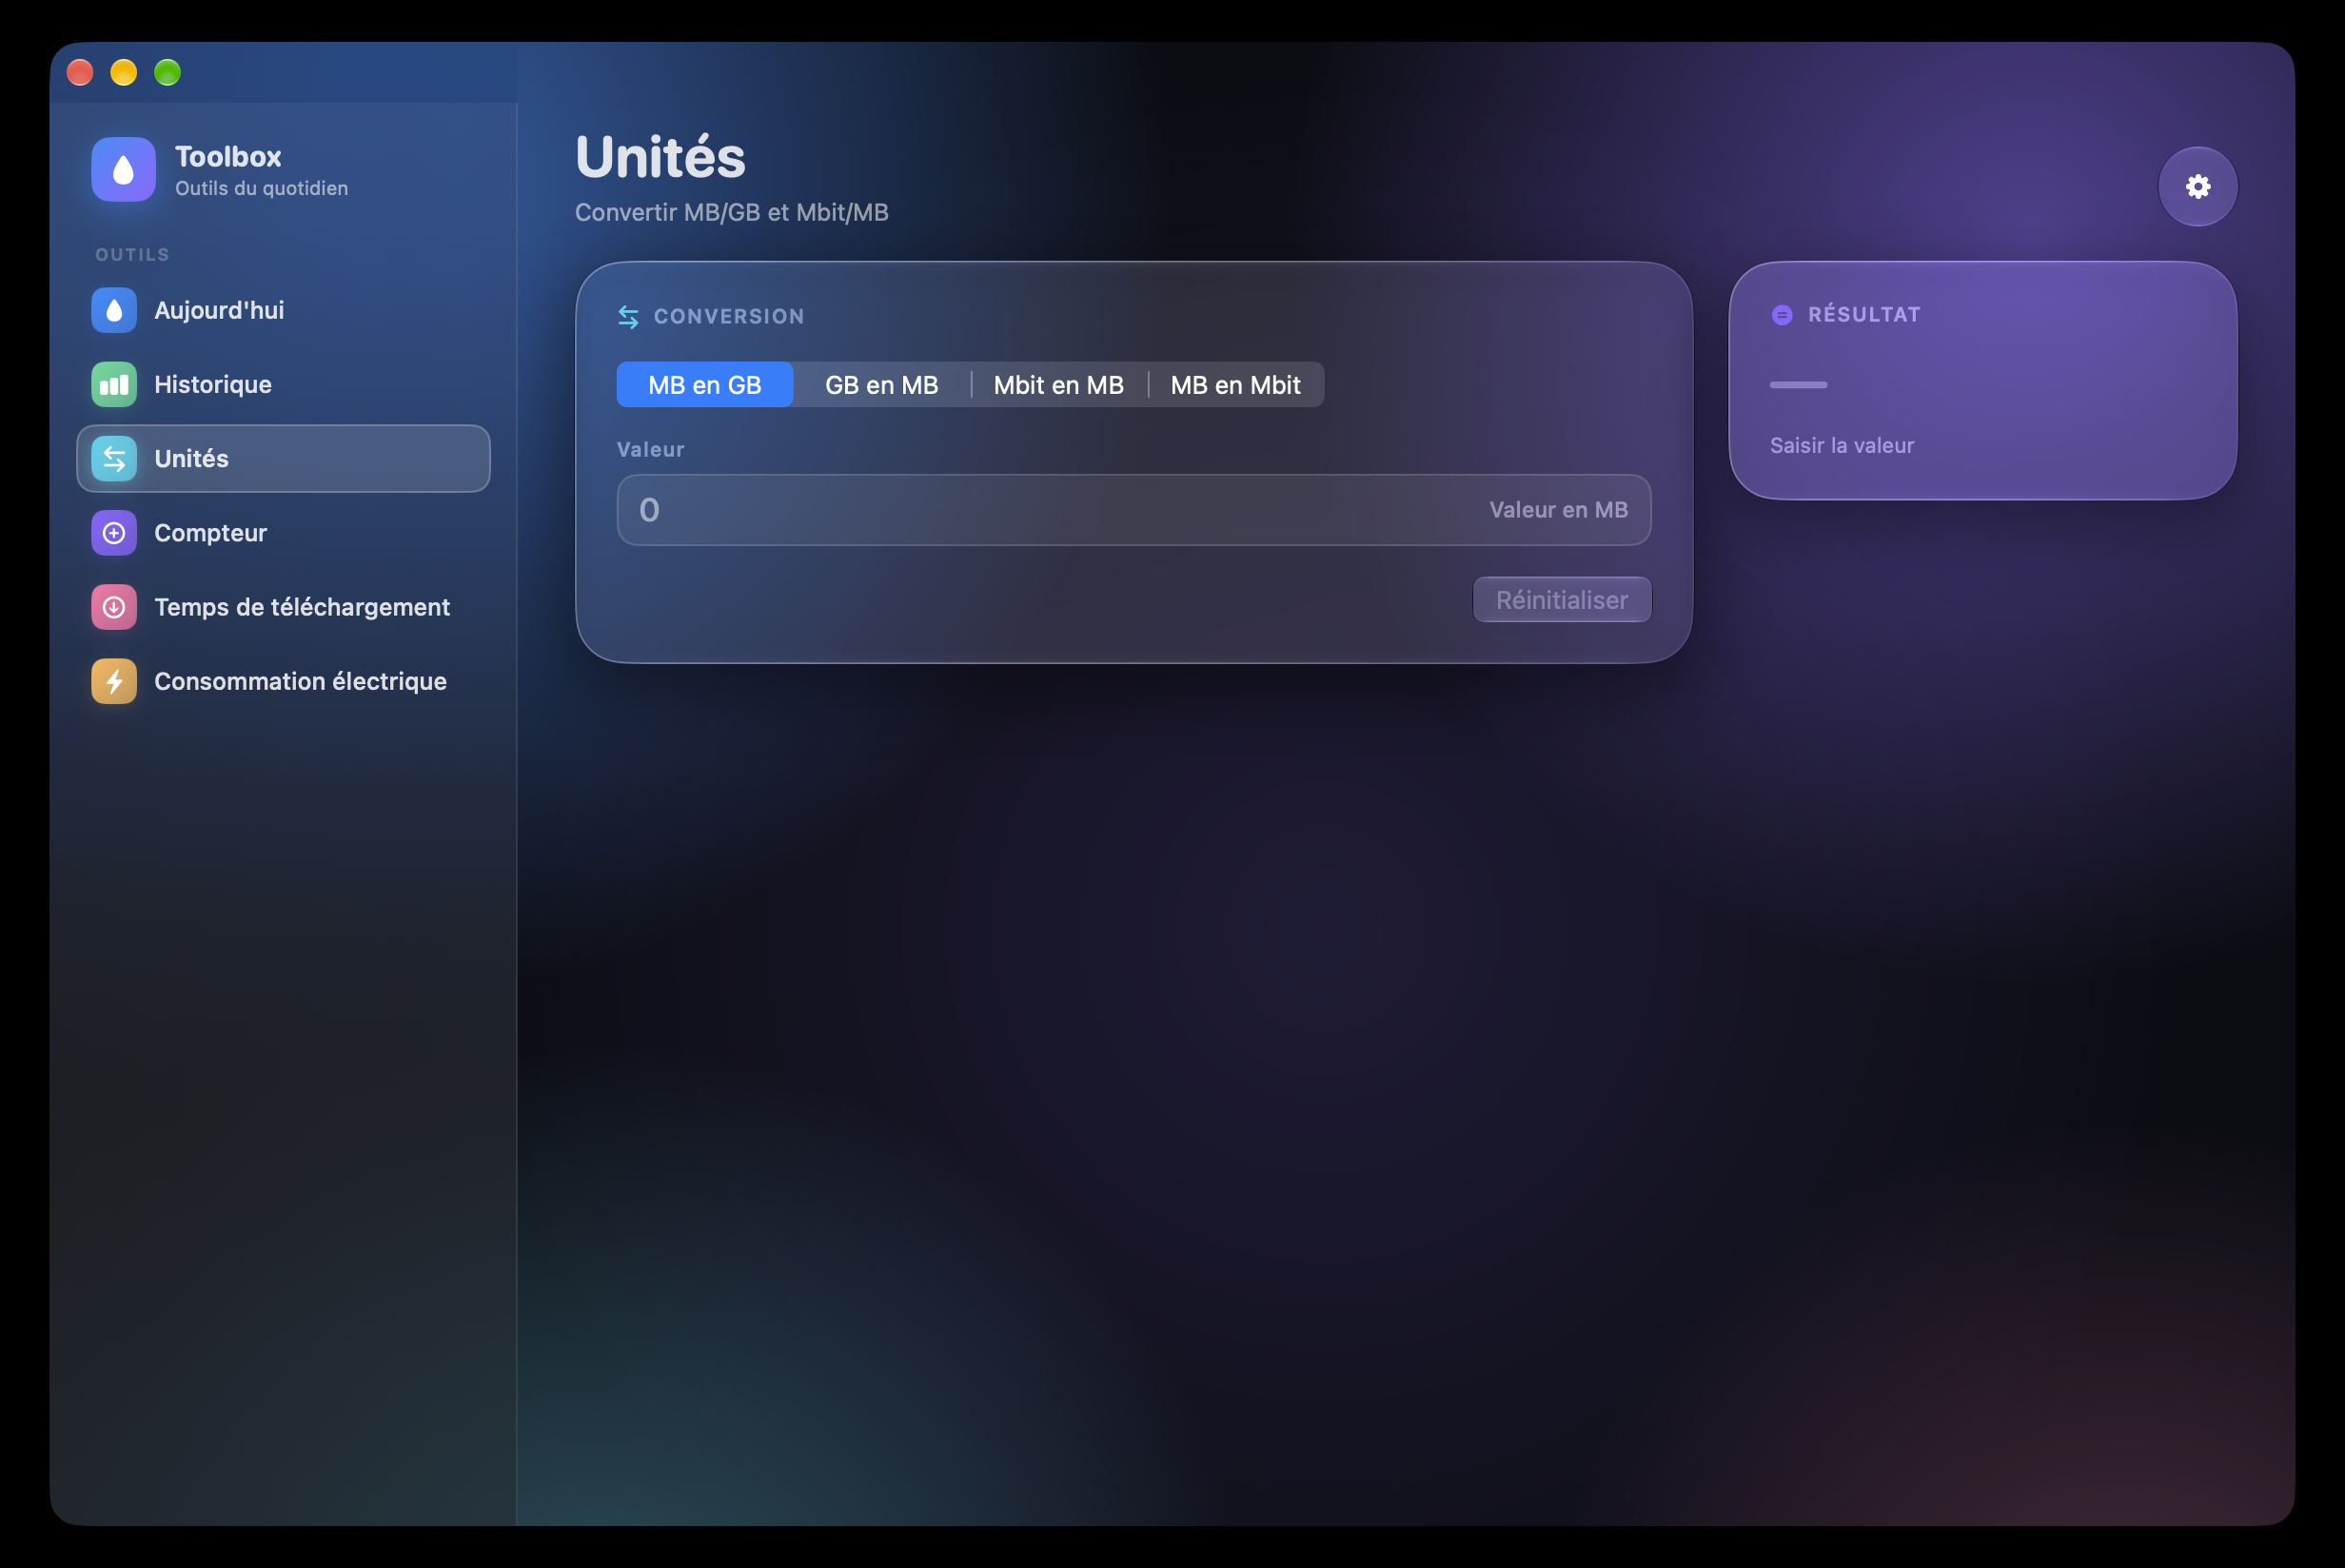 Toolbox
Outils du quotidien
OUTILS
Aujourd'hui
Historique
Unités
Compteur
Temps de téléchargement
Consommation électrique
Unités
Convertir MB/GB et Mbit/MB
CONVERSION
MB en GB GB en MB Mbit en MB MB en Mbit
Valeur
0 Valeur en MB
Réinitialiser
RÉSULTAT
—
Saisir la valeur